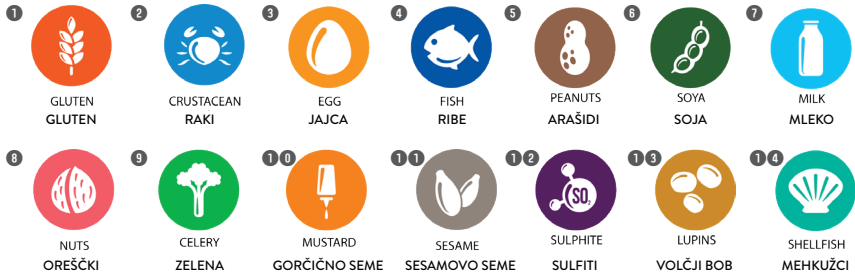 1 2 3 4 5 6 7
GLUTEN CRUSTACEAN EGG FISH PEANUTS SOYA MILK
GLUTEN RAKI JAJCA RIBE ARAŠIDI SOJA MLEKO
8 9 10 11 12 13 14
SO₂
NUTS CELERY MUSTARD SESAME SULPHITE LUPINS SHELLFISH
OREŠČKI ZELENA GORČIČNO SEME SESAMOVO SEME SULFITI VOLČJI BOB MEHKUŽCI